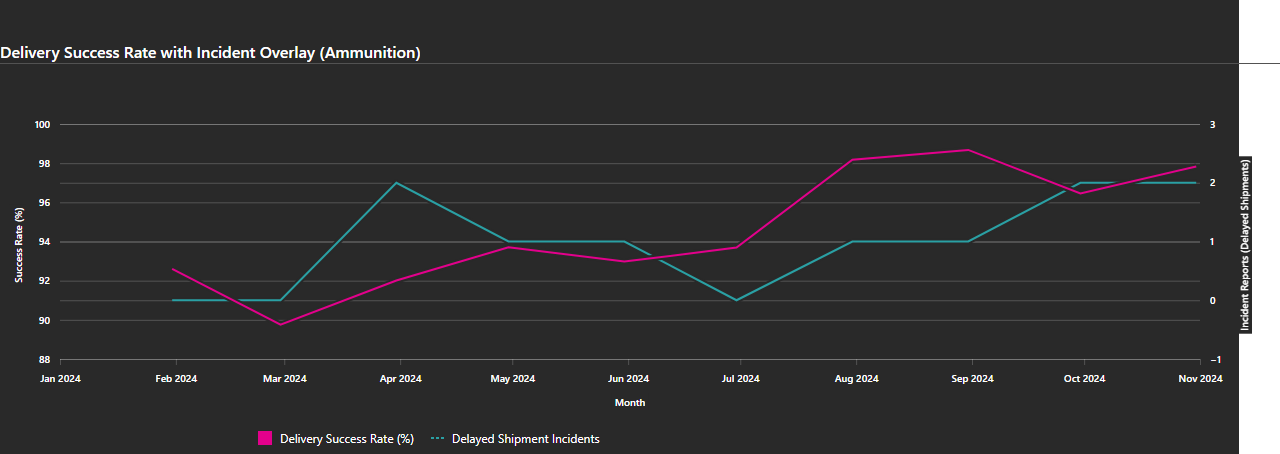 Delivery Success Rate with Incident Overlay (Ammunition)
100
98
96
94
92
90
88
Success Rate (%)
3
2
1
0
−1
Incident Reports (Delayed Shipments)
Jan 2024 Feb 2024 Mar 2024 Apr 2024 May 2024 Jun 2024 Jul 2024 Aug 2024 Sep 2024 Oct 2024 Nov 2024
Month
Delivery Success Rate (%) Delayed Shipment Incidents